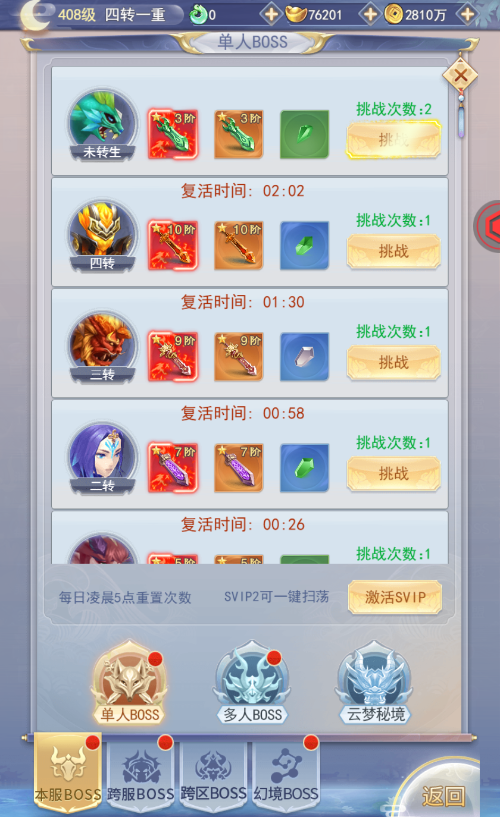 408级 四转一重 0 76201 2810万
单人BOSS
未转生 3阶 3阶 挑战次数:2
挑战
复活时间: 02:02
四转 10阶 10阶 挑战次数:1
挑战
复活时间: 01:30
三转 9阶 9阶 挑战次数:1
挑战
复活时间: 00:58
二转 7阶 7阶 挑战次数:1
挑战
复活时间: 00:26
5阶 5阶 挑战次数:1
每日凌晨5点重置次数 SVIP2可一键扫荡 激活SVIP
单人BOSS 多人BOSS 云梦秘境
本服BOSS 跨服BOSS 跨区BOSS 幻境BOSS 返回